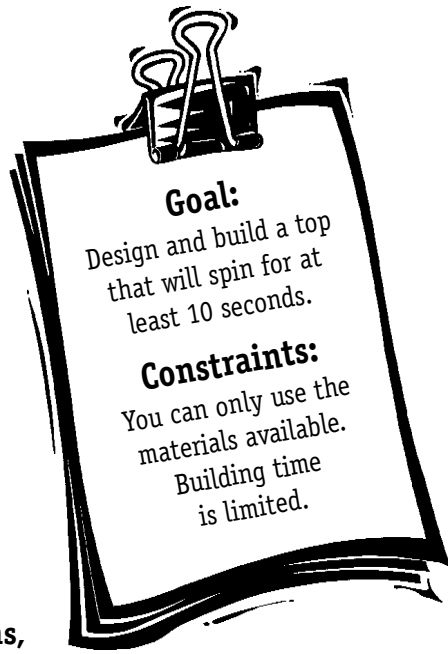 Goal:
Design and build a top
that will spin for at
least 10 seconds.
Constraints:
You can only use the
materials available.
Building time
is limited.